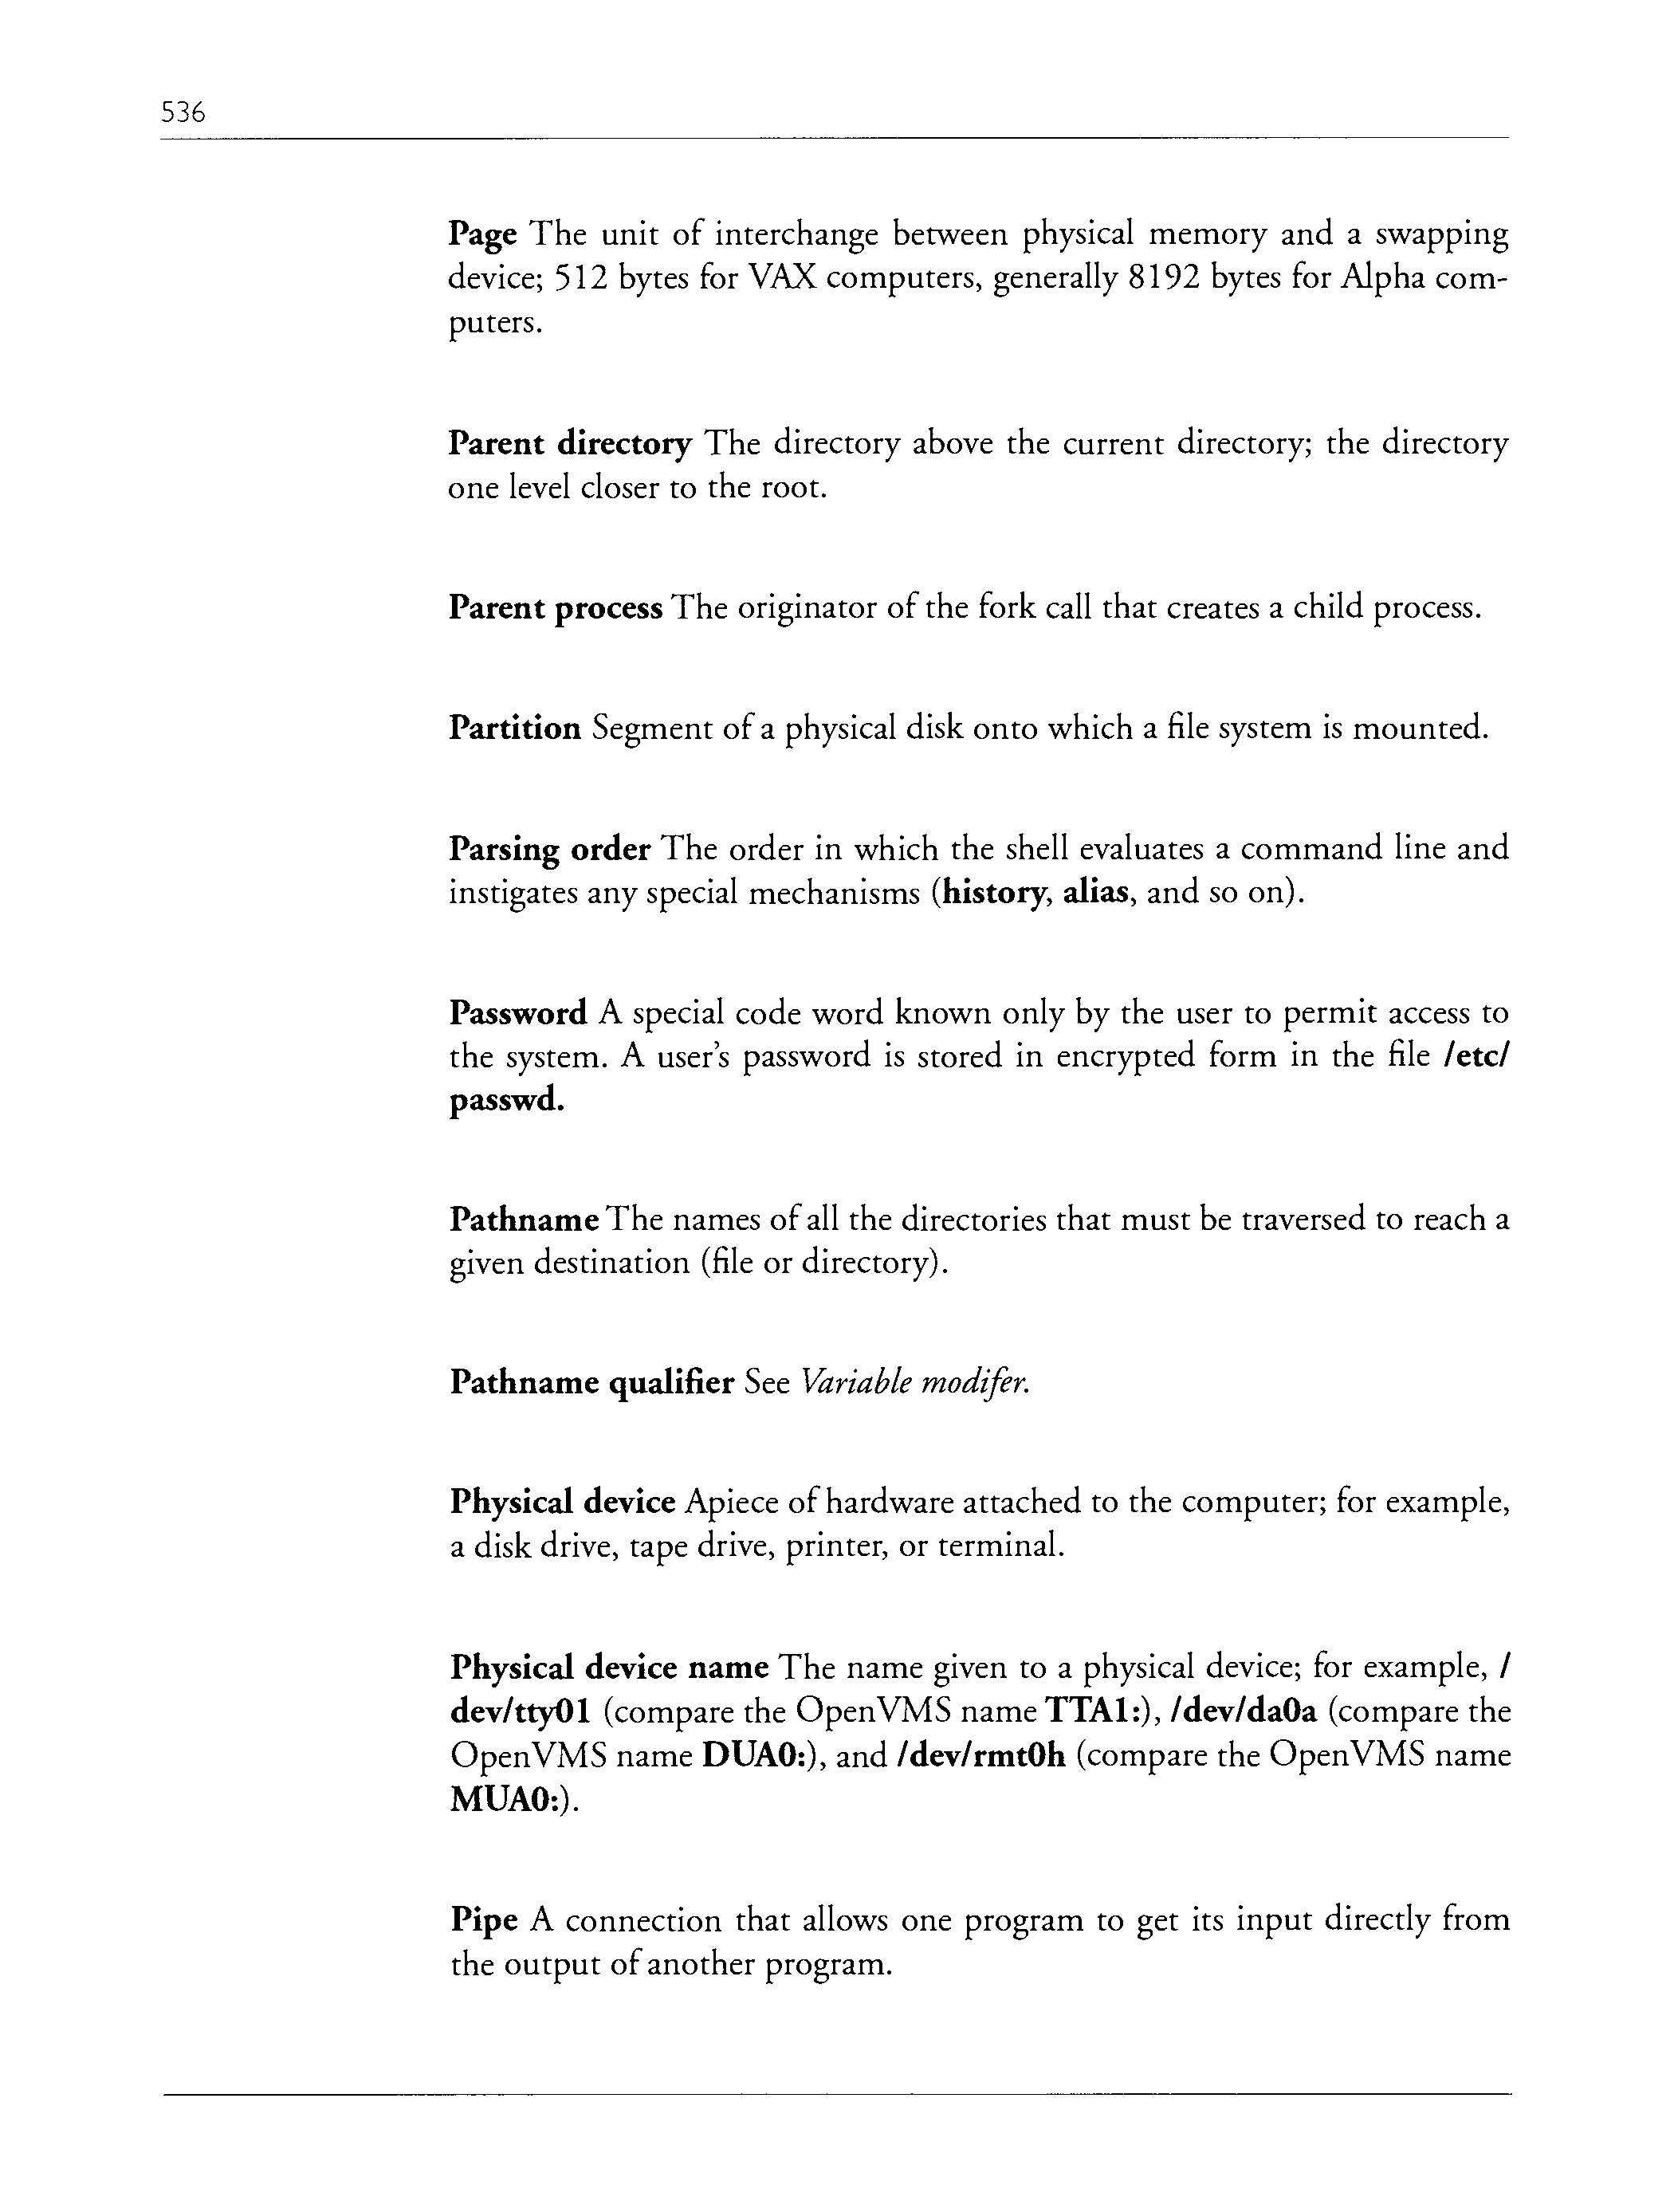 536
Page The unit of interchange between physical memory and a swapping
device; 512 bytes for VAX computers, generally 8192 bytes for Alpha com-
puters.
Parent directory The directory above the current directory; the directory
one level closer to the root.
Parent process The originator of the fork call that creates a child process.
Partition Segment of a physical disk onto which a file system is mounted.
Parsing order The order in which the shell evaluates a command line and
instigates any special mechanisms (history, alias, and so on).
Password A special code word known only by the user to permit access to
the system. A user's password is stored in encrypted form in the file /etc/
passwd.
Pathname The names of all the directories that must be traversed to reach a
given destination (file or directory).
Pathname qualifier See Variable modifer.
Physical device Apiece of hardware attached to the computer; for example,
a disk drive, tape drive, printer, or terminal.
Physical device name The name given to a physical device; for example, /
dev/tty01 (compare the OpenVMS name TTA1:), /dev/da0a (compare the
OpenVMS name DUA0:), and /dev/rmt0h (compare the OpenVMS name
MUA0:).
Pipe A connection that allows one program to get its input directly from
the output of another program.